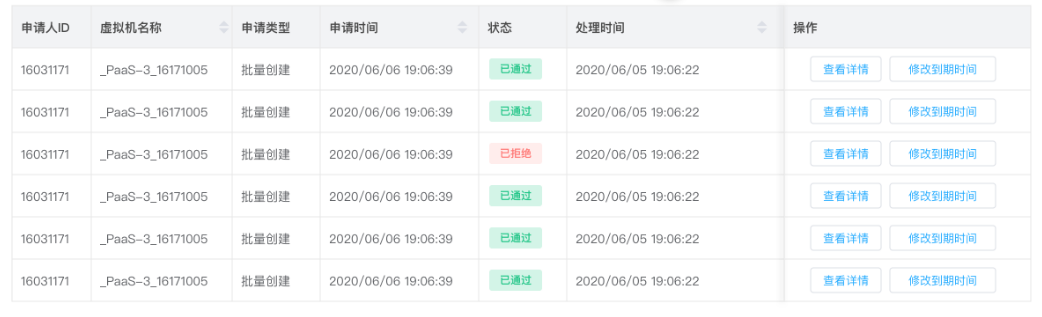 申请人ID 虚拟机名称 申请类型 申请时间 状态 处理时间 操作
16031171 _PaaS-3_16171005 批量创建 2020/06/06 19:06:39 已通过 2020/06/05 19:06:22 查看详情 修改到期时间
16031171 _PaaS-3_16171005 批量创建 2020/06/06 19:06:39 已通过 2020/06/05 19:06:22 查看详情 修改到期时间
16031171 _PaaS-3_16171005 批量创建 2020/06/06 19:06:39 已拒绝 2020/06/05 19:06:22 查看详情 修改到期时间
16031171 _PaaS-3_16171005 批量创建 2020/06/06 19:06:39 已通过 2020/06/05 19:06:22 查看详情 修改到期时间
16031171 _PaaS-3_16171005 批量创建 2020/06/06 19:06:39 已通过 2020/06/05 19:06:22 查看详情 修改到期时间
16031171 _PaaS-3_16171005 批量创建 2020/06/06 19:06:39 已通过 2020/06/05 19:06:22 查看详情 修改到期时间